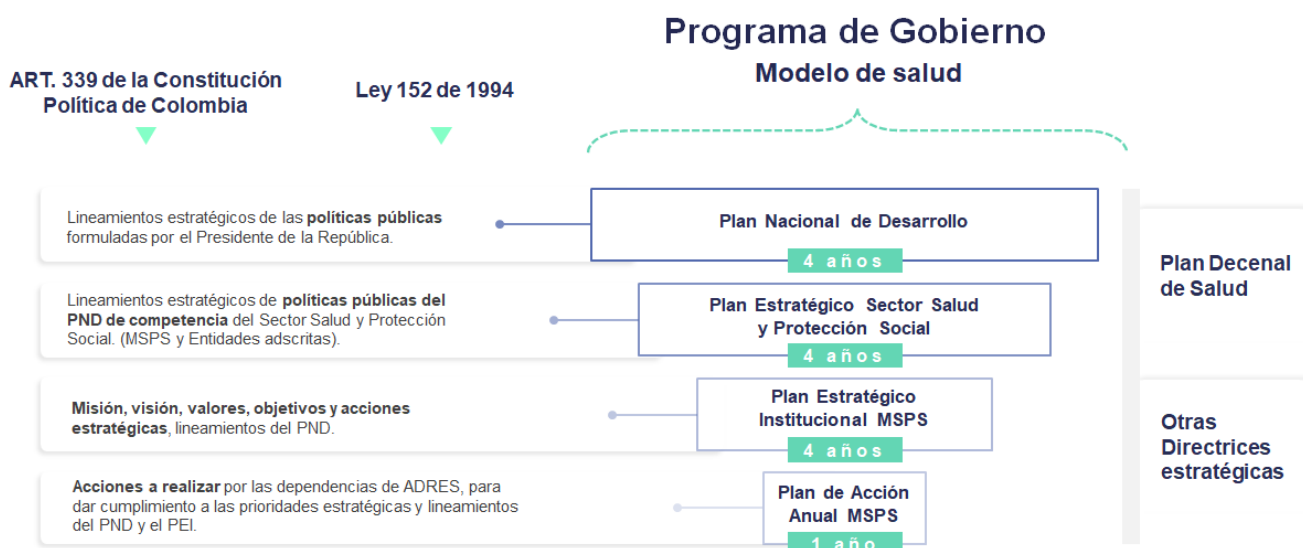 Programa de Gobierno
Modelo de salud
ART. 339 de la Constitución
Política de Colombia
Ley 152 de 1994
Lineamientos estratégicos de las políticas públicas
formuladas por el Presidente de la República.
Plan Nacional de Desarrollo
4 años
Lineamientos estratégicos de políticas públicas del
PND de competencia del Sector Salud y Protección
Social. (MSPS y Entidades adscritas).
Plan Estratégico Sector Salud
y Protección Social
4 años
Misión, visión, valores, objetivos y acciones
estratégicas, lineamientos del PND.
Plan Estratégico
Institucional MSPS
4 años
Acciones a realizar por las dependencias de ADRES, para
dar cumplimiento a las prioridades estratégicas y lineamientos
del PND y el PEI.
Plan de Acción
Anual MSPS
1 año
Plan Decenal
de Salud
Otras
Directrices
estratégicas